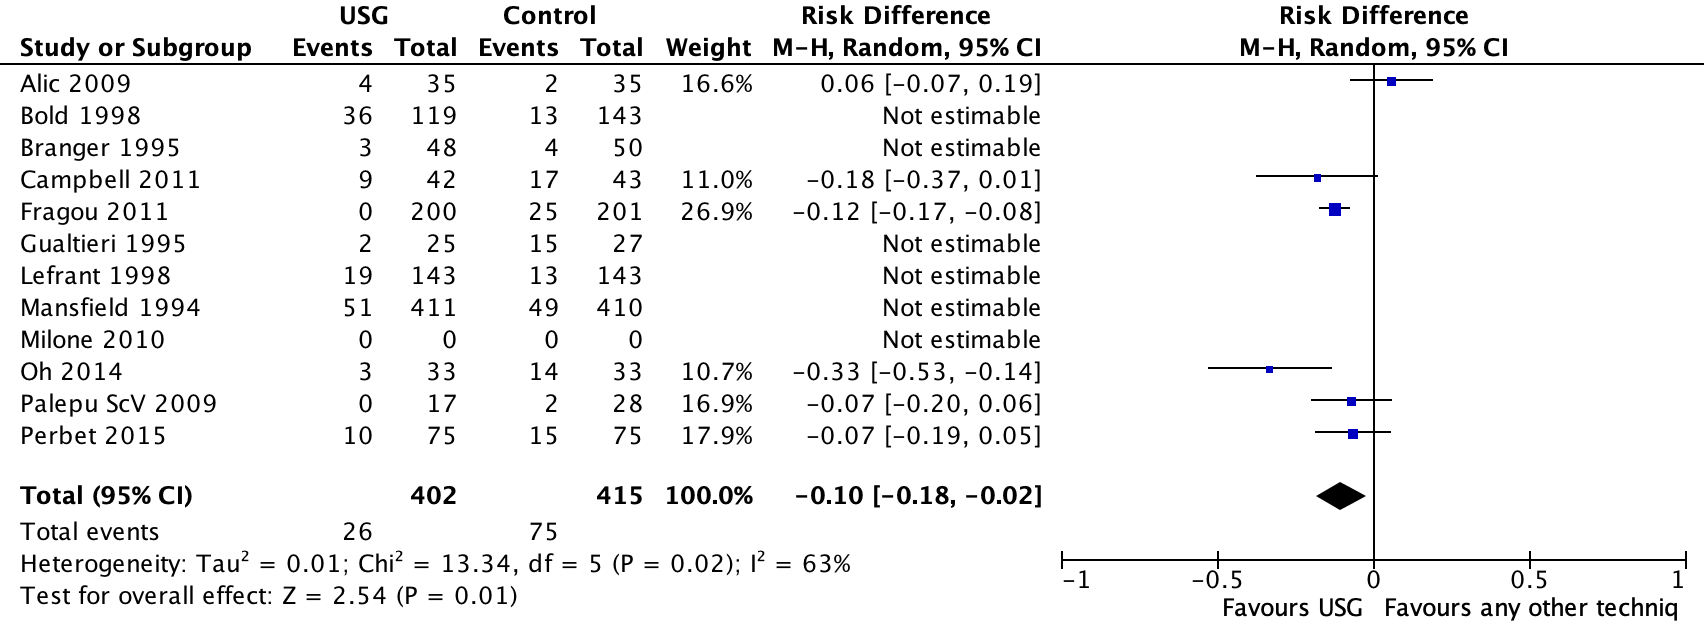 USG Control Risk Difference Risk Difference
Study or Subgroup Events Total Events Total Weight M-H, Random, 95% CI M-H, Random, 95% CI
Alic 2009 4 35 2 35 16.6% 0.06 [-0.07, 0.19]
Bold 1998 36 119 13 143 Not estimable
Branger 1995 3 48 4 50 Not estimable
Campbell 2011 9 42 17 43 11.0% -0.18 [-0.37, 0.01]
Fragou 2011 0 200 25 201 26.9% -0.12 [-0.17, -0.08]
Gualtieri 1995 2 25 15 27 Not estimable
Lefrant 1998 19 143 13 143 Not estimable
Mansfield 1994 51 411 49 410 Not estimable
Milone 2010 0 0 0 0 Not estimable
Oh 2014 3 33 14 33 10.7% -0.33 [-0.53, -0.14]
Palepu ScV 2009 0 17 2 28 16.9% -0.07 [-0.20, 0.06]
Perbet 2015 10 75 15 75 17.9% -0.07 [-0.19, 0.05]
Total (95% CI) 402 415 100.0% -0.10 [-0.18, -0.02]
Total events 26 75
Heterogeneity: Tau² = 0.01; Chi² = 13.34, df = 5 (P = 0.02); I² = 63%
Test for overall effect: Z = 2.54 (P = 0.01)
-1 -0.5 0 0.5 1
Favours USG Favours any other techniq